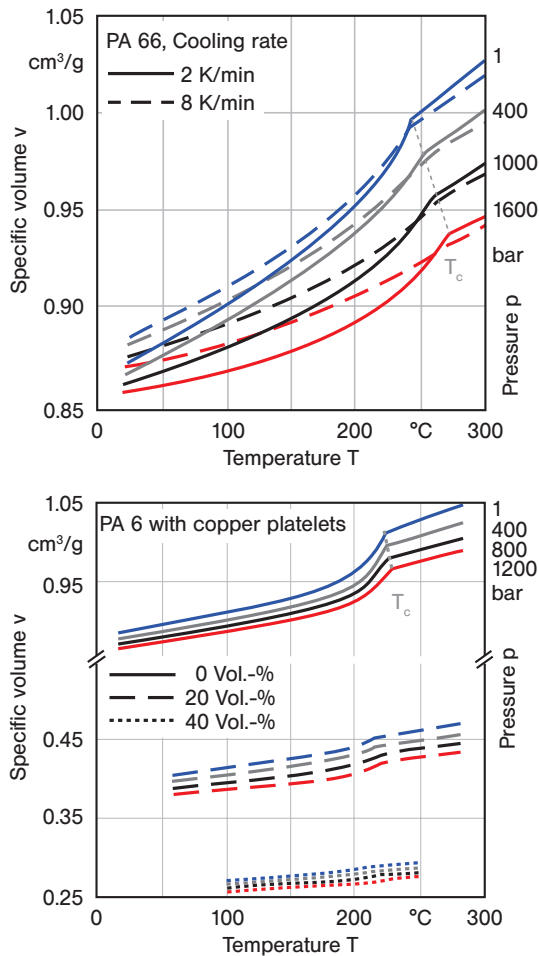 1.05
PA 66, Cooling rate
1
cm³/g
2 K/min
8 K/min
1.00
400
1000
0.95
1600
bar
T_c
0.90
0.85
0
100
200
°C
300
Temperature T
Specific volume v
Pressure p
1.05
PA 6 with copper platelets
1
cm³/g
400
800
0.95
1200
bar
T_c
0 Vol.-%
20 Vol.-%
40 Vol.-%
0.45
0.35
0.25
0
100
200
°C
300
Temperature T
Specific volume v
Pressure p